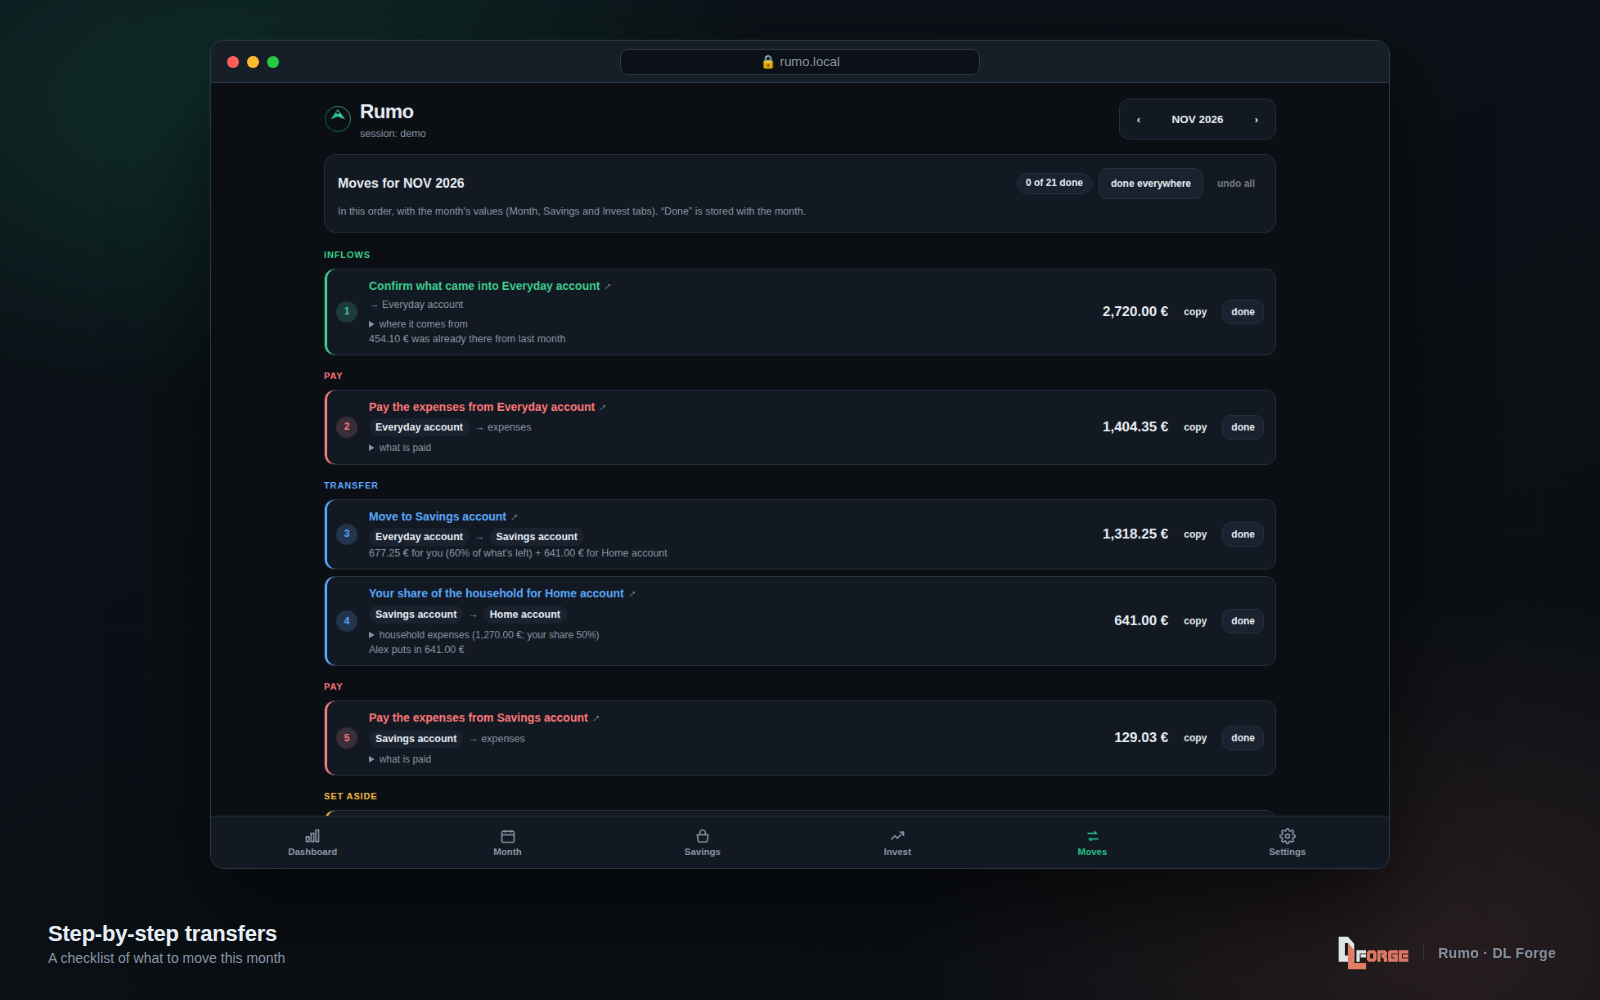 🔒 rumo.local
Rumo
session: demo
‹ NOV 2026 ›
Moves for NOV 2026
0 of 21 done
done everywhere
undo all
In this order, with the month's values (Month, Savings and Invest tabs). “Done” is stored with the month.
INFLOWS
1
Confirm what came into Everyday account ↗
→ Everyday account
▶ where it comes from
454.10 € was already there from last month
2,720.00 € copy done
PAY
2
Pay the expenses from Everyday account ↗
Everyday account → expenses
▶ what is paid
1,404.35 € copy done
TRANSFER
3
Move to Savings account ↗
Everyday account → Savings account
677.25 € for you (60% of what's left) + 641.00 € for Home account
1,318.25 € copy done
4
Your share of the household for Home account ↗
Savings account → Home account
▶ household expenses (1,270.00 €; your share 50%)
Alex puts in 641.00 €
641.00 € copy done
PAY
5
Pay the expenses from Savings account ↗
Savings account → expenses
▶ what is paid
129.03 € copy done
SET ASIDE
Dashboard
Month
Savings
Invest
Moves
Settings
Step-by-step transfers
A checklist of what to move this month
DL FORGE
Rumo · DL Forge